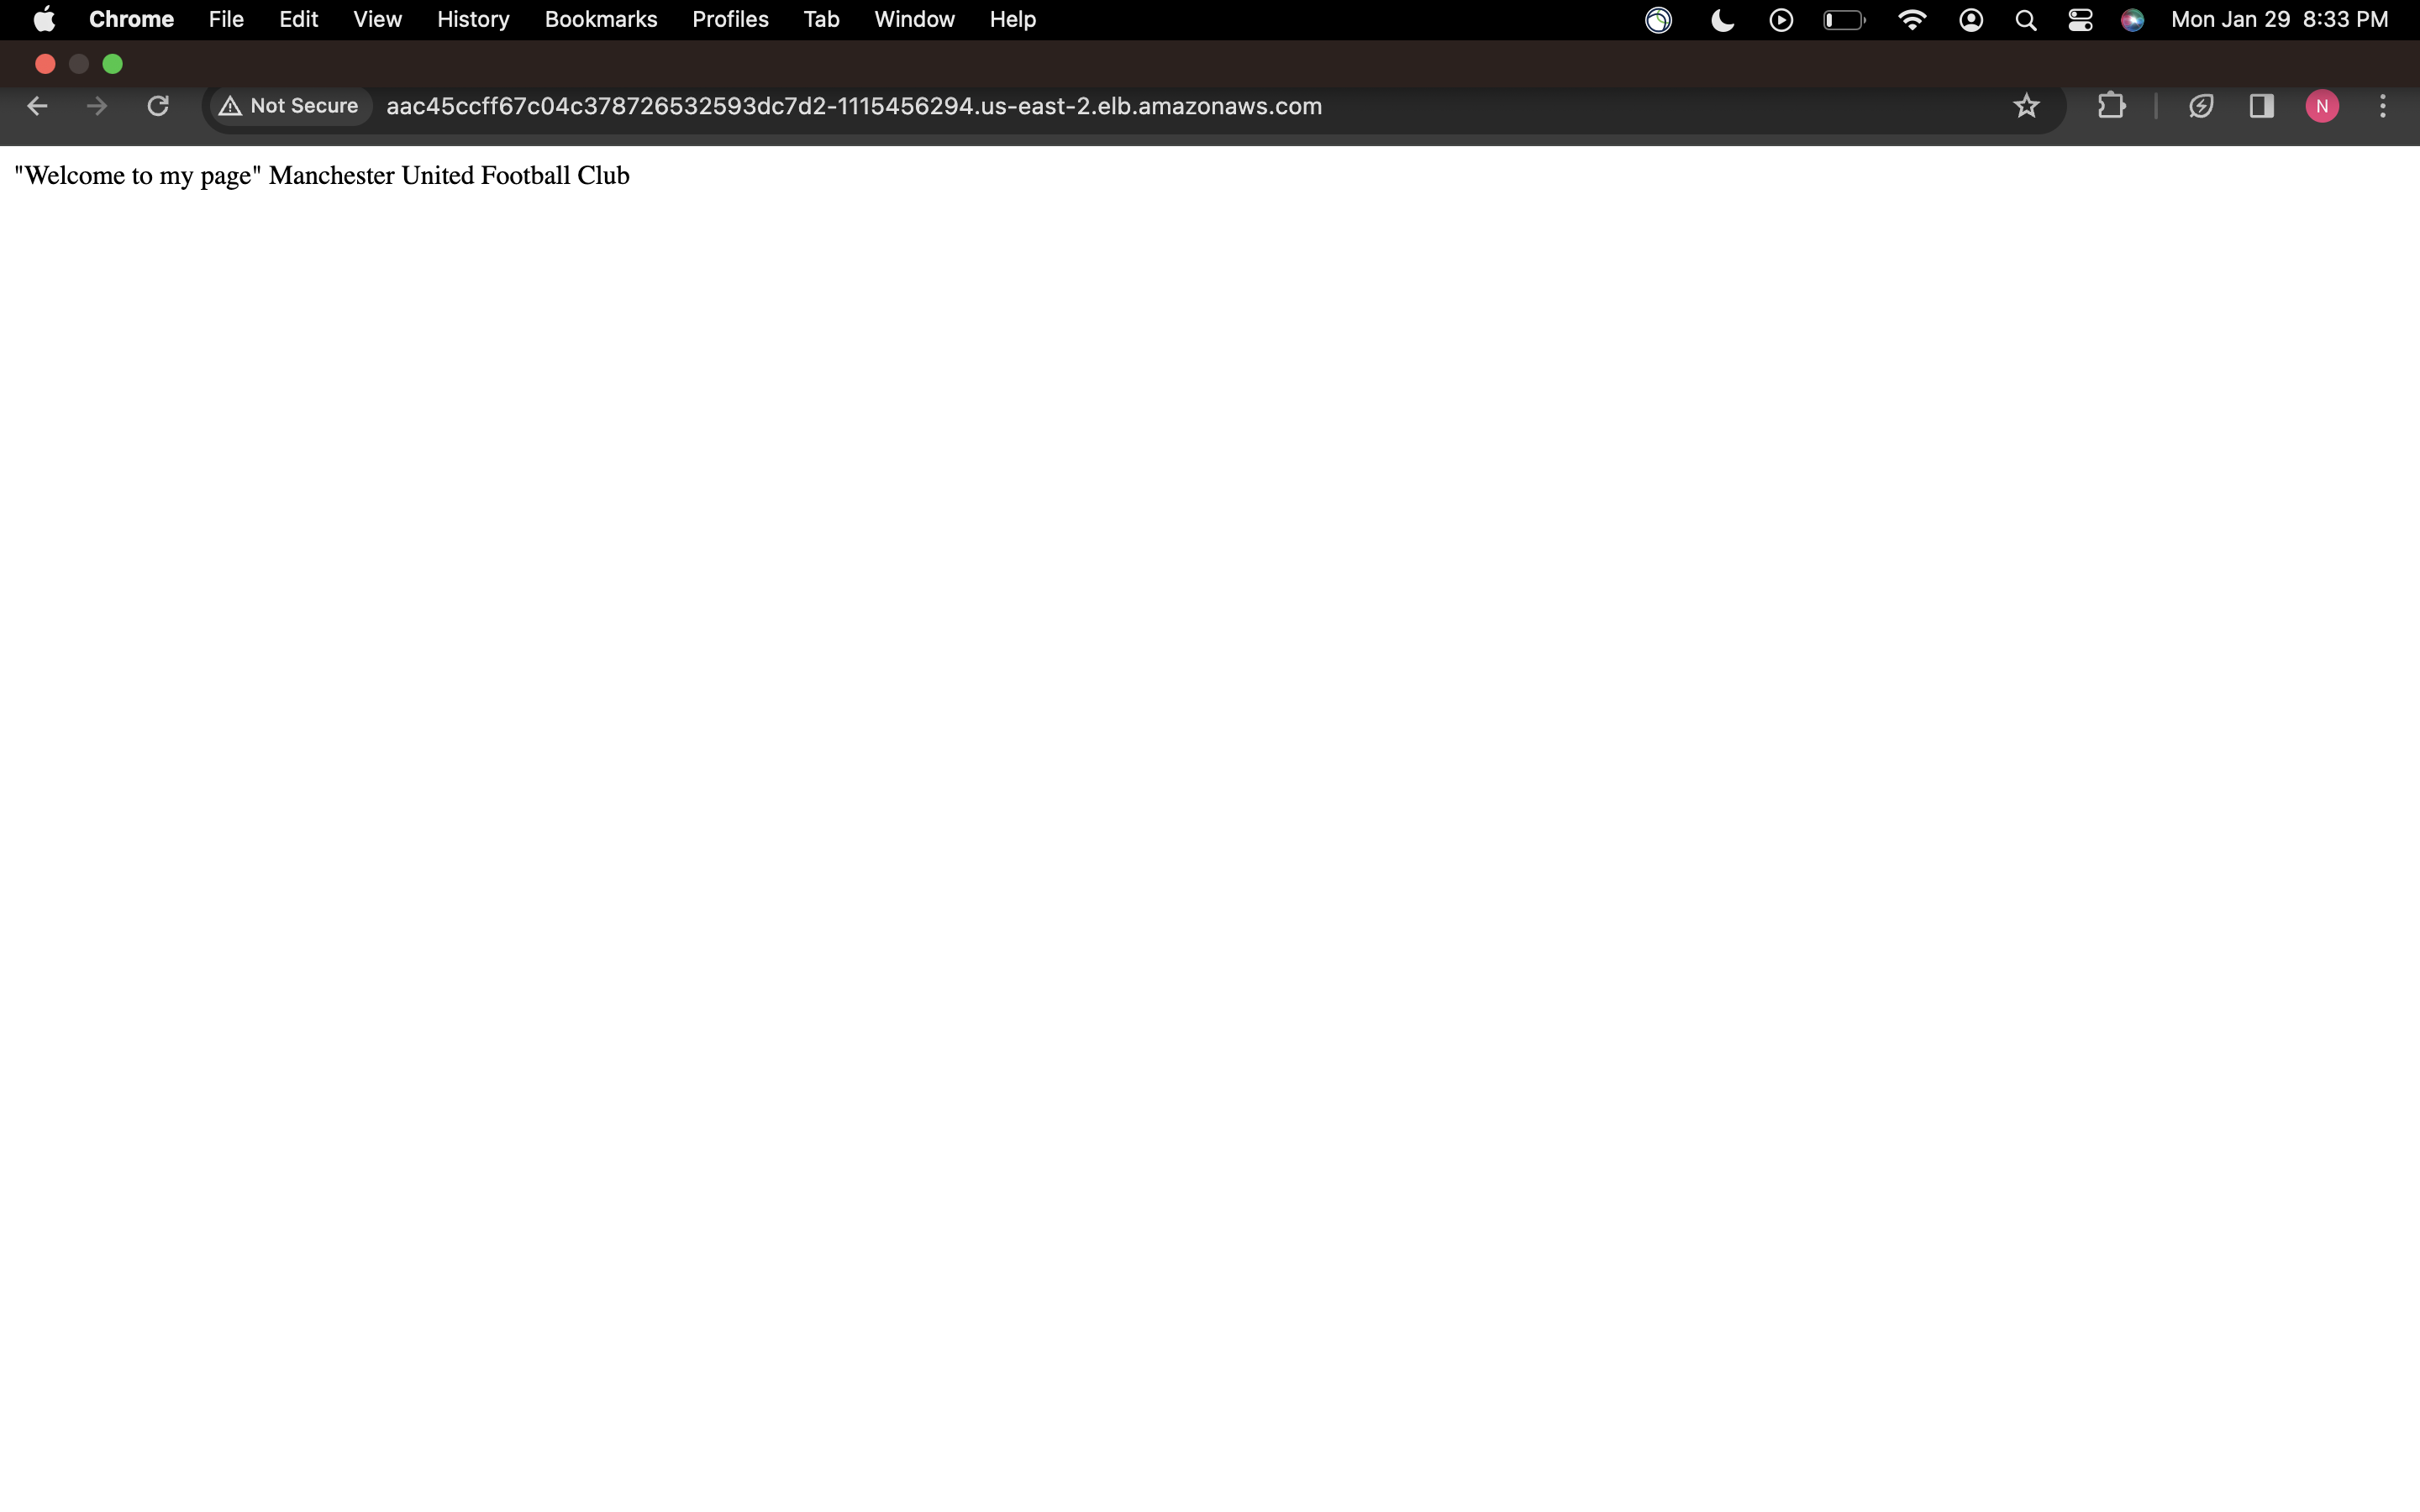 Chrome File Edit View History Bookmarks Profiles Tab Window Help Mon Jan 29 8:33 PM
Not Secure aac45ccff67c04c378726532593dc7d2-1115456294.us-east-2.elb.amazonaws.com N
"Welcome to my page" Manchester United Football Club